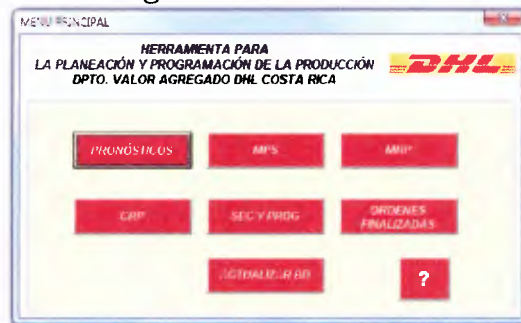 MENU PRINCIPAL
HERRAMIENTA PARA
LA PLANEACIÓN Y PROGRAMACIÓN DE LA PRODUCCIÓN
DPTO. VALOR AGREGADO DHL COSTA RICA
DHL
PRONÓSTICOS MPS MRP
CRP SEC Y PROG ORDENES
FINALIZADAS
ACTUALIZAR BD ?